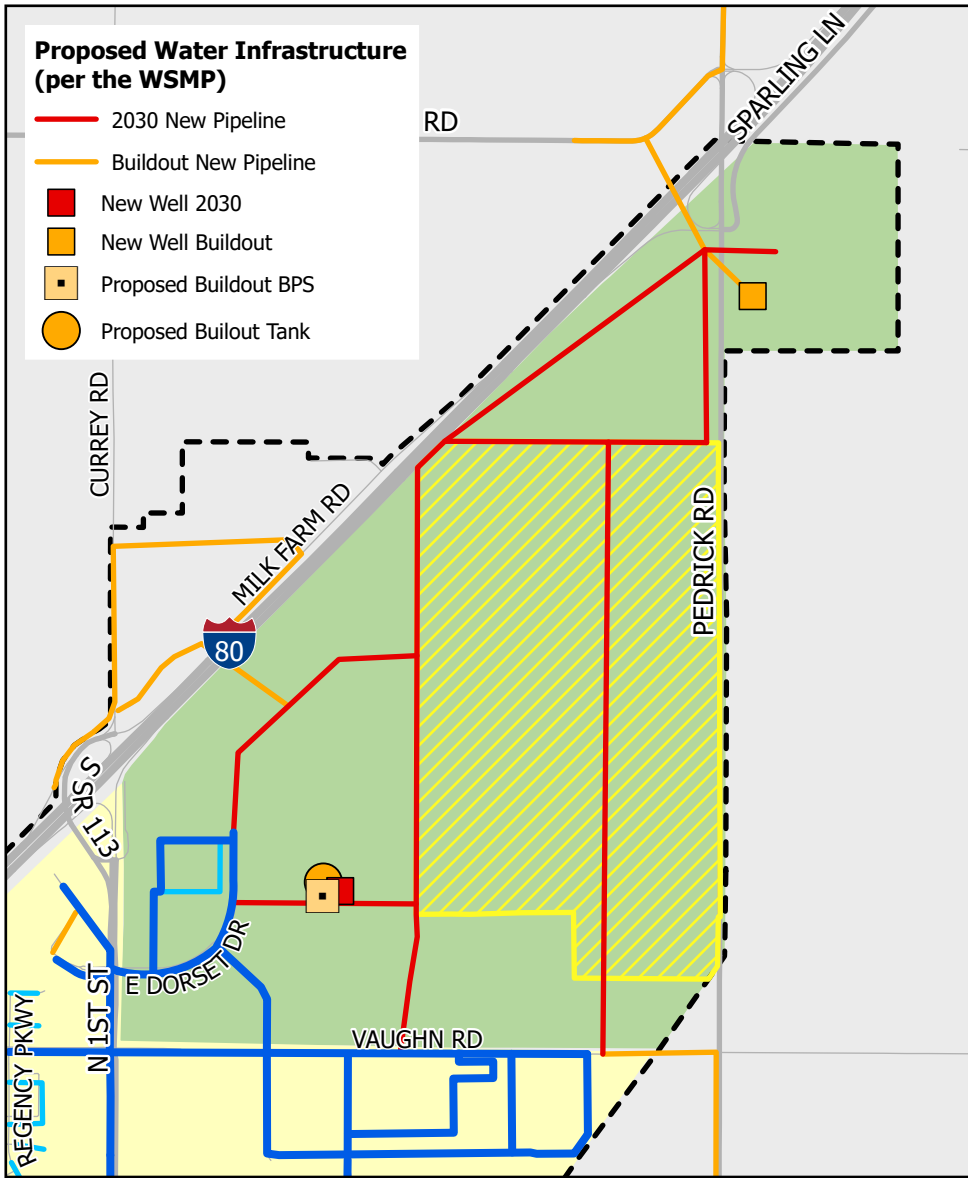 Proposed Water Infrastructure
(per the WSMP)
2030 New Pipeline
Buildout New Pipeline
New Well 2030
New Well Buildout
Proposed Buildout BPS
Proposed Builout Tank
RD
SPARLING LN
CURREY RD
MILK FARM RD
PEDRICK RD
80
RS S
113
E DORSET DR
N 1ST ST
VAUGHN RD
REGENCY PKWY